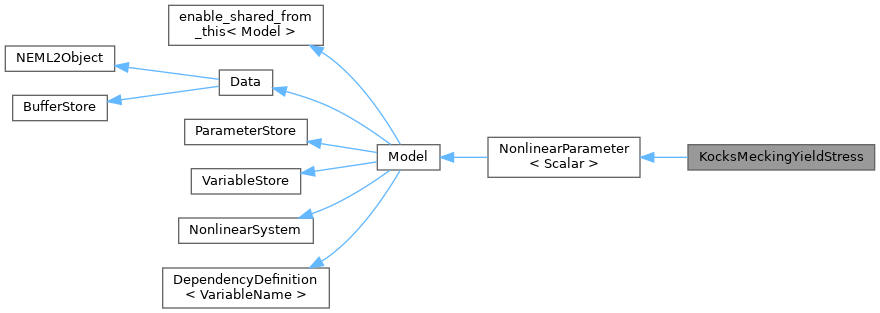 enable_shared_from
_this< Model >
NEML2Object
Data
BufferStore
ParameterStore
NonlinearParameter
< Scalar >
Model
KocksMeckingYieldStress
VariableStore
NonlinearSystem
DependencyDefinition
< VariableName >